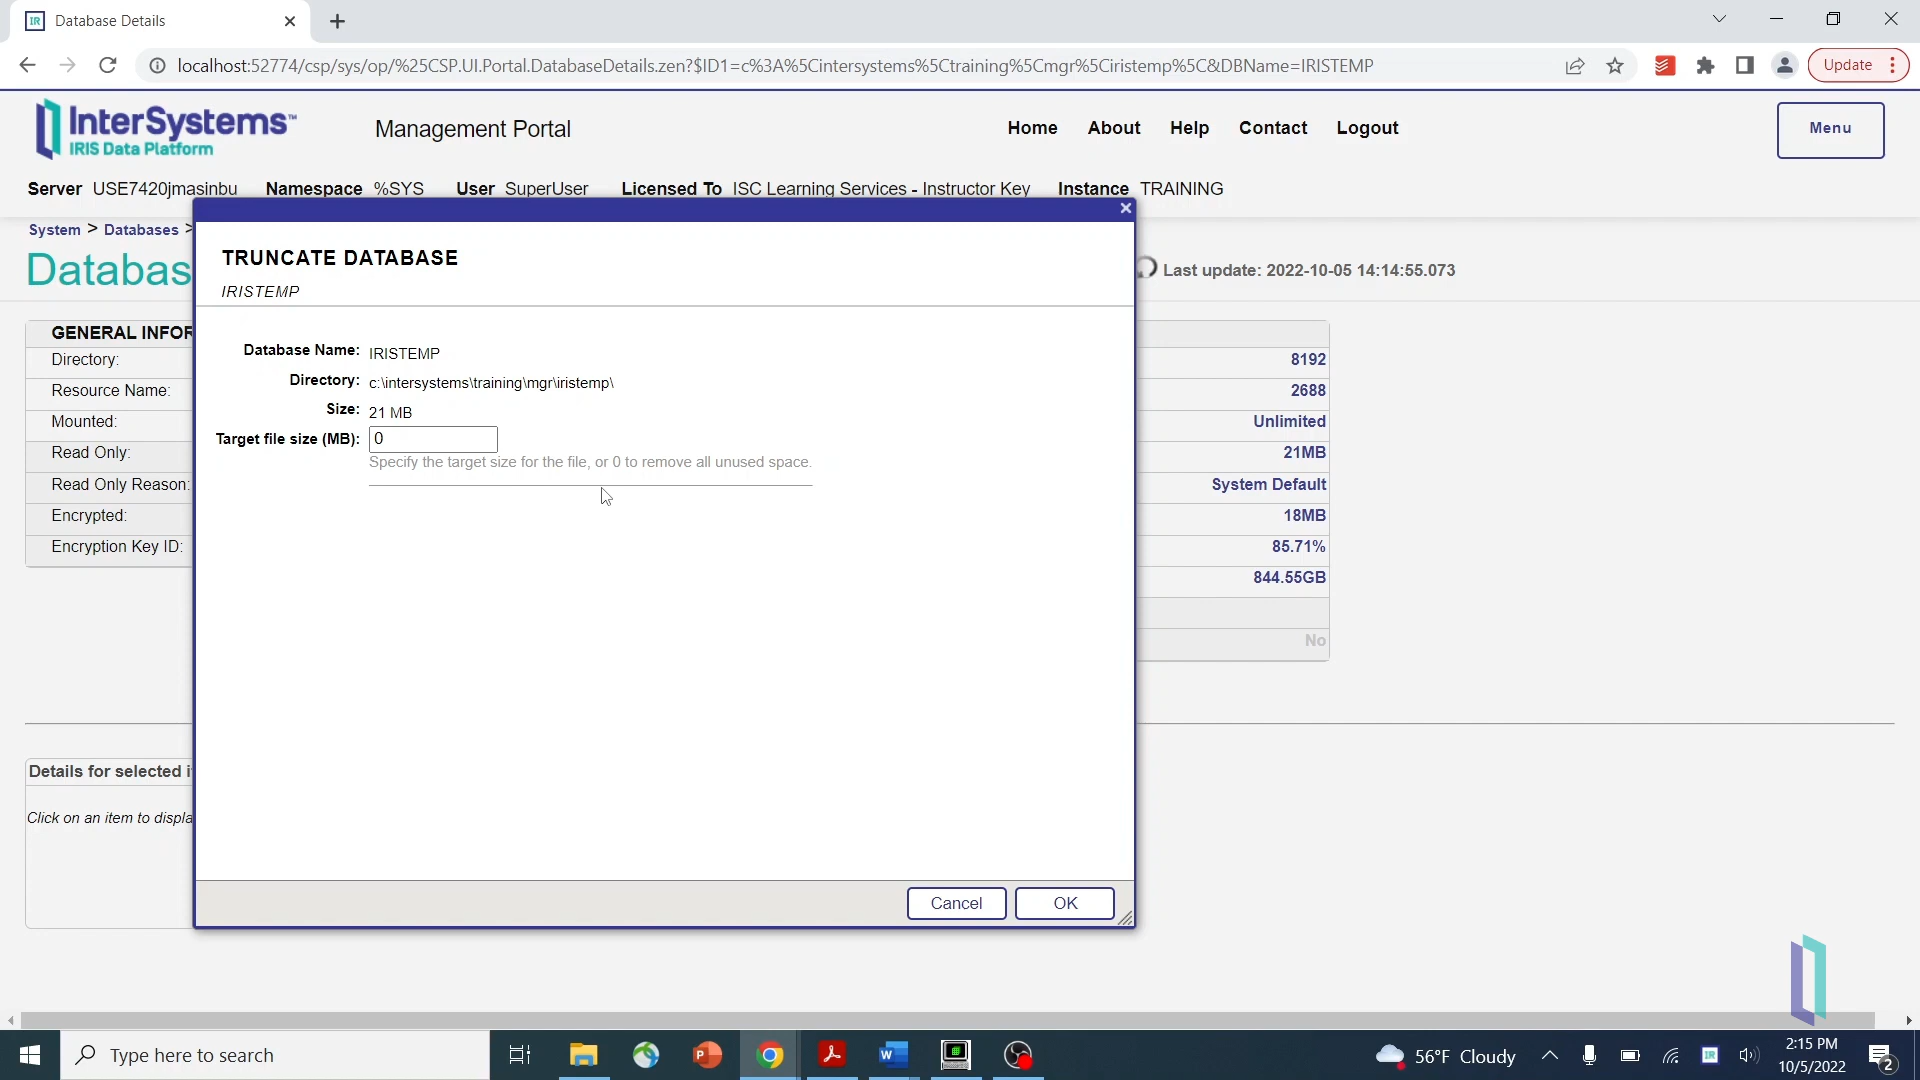 Database Details
localhost:52774/csp/sys/op/%25CSP.UI.Portal.DatabaseDetails.zen?$ID1=c%3A%5Cintersystems%5Ctraining%5Cmgr%5Ciristemp%5C&DBName=IRISTEMP
Update
InterSystems™
IRIS Data Platform
Management Portal
Home About Help Contact Logout
Menu
Server USE7420jmasinbu Namespace %SYS User SuperUser Licensed To ISC Learning Services - Instructor Key Instance TRAINING
System > Databases >
Databas
Last update: 2022-10-05 14:14:55.073
TRUNCATE DATABASE
IRISTEMP
Database Name: IRISTEMP
Directory: c:\intersystems\training\mgr\iristemp\
Size: 21 MB
Target file size (MB): 0
Specify the target size for the file, or 0 to remove all unused space.
Cancel OK
GENERAL INFOR
Directory:
Resource Name:
Mounted:
Read Only:
Read Only Reason:
Encrypted:
Encryption Key ID:
8192
2688
Unlimited
21MB
System Default
18MB
85.71%
844.55GB
No
Details for selected i
Click on an item to displa
Type here to search
56°F Cloudy
2:15 PM
10/5/2022
2